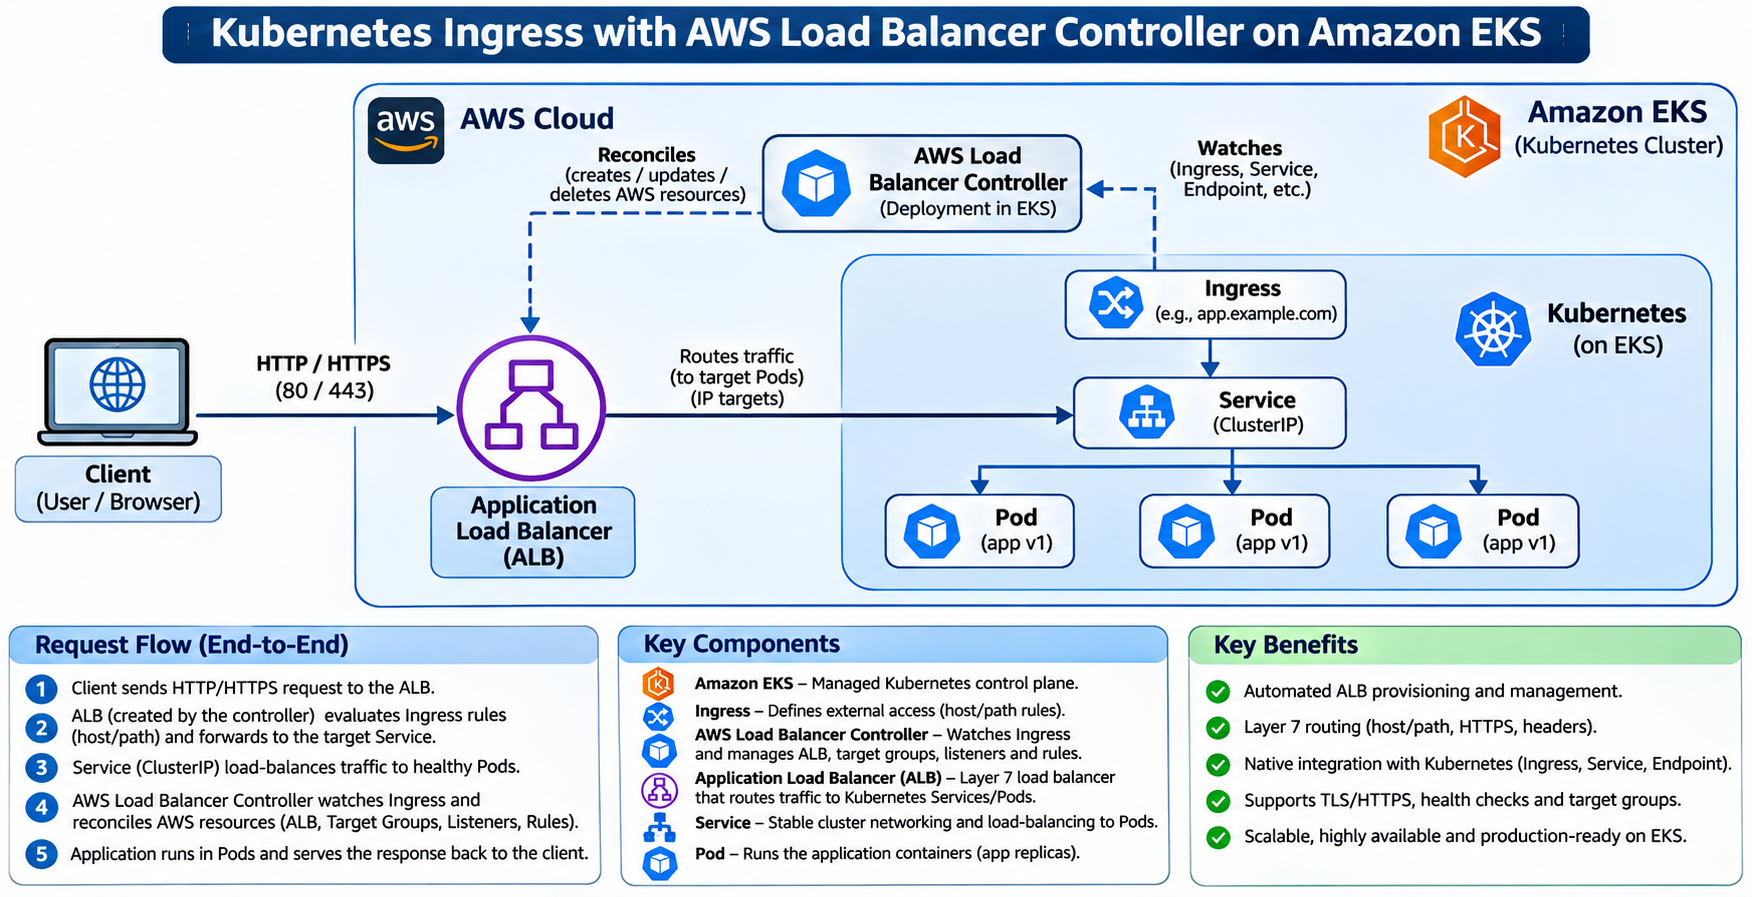 Kubernetes Ingress with AWS Load Balancer Controller on Amazon EKS
aws
AWS Cloud
Amazon EKS
(Kubernetes Cluster)
K
Reconciles
(creates / updates /
deletes AWS resources)
AWS Load
Balancer Controller
(Deployment in EKS)
Watches
(Ingress, Service,
Endpoint, etc.)
Ingress
(e.g., app.example.com)
Kubernetes
(on EKS)
HTTP / HTTPS
(80 / 443)
Routes traffic
(to target Pods)
(IP targets)
Service
(ClusterIP)
Client
(User / Browser)
Application
Load Balancer
(ALB)
Pod
(app v1)
Pod
(app v1)
Pod
(app v1)
Request Flow (End-to-End)
1 Client sends HTTP/HTTPS request to the ALB.
2 ALB (created by the controller) evaluates Ingress rules
(host/path) and forwards to the target Service.
3 Service (ClusterIP) load-balances traffic to healthy Pods.
4 AWS Load Balancer Controller watches Ingress and
reconciles AWS resources (ALB, Target Groups, Listeners, Rules).
5 Application runs in Pods and serves the response back to the client.
Key Components
K
Amazon EKS – Managed Kubernetes control plane.
Ingress – Defines external access (host/path rules).
AWS Load Balancer Controller – Watches Ingress
and manages ALB, target groups, listeners and rules.
Application Load Balancer (ALB) – Layer 7 load balancer
that routes traffic to Kubernetes Services/Pods.
Service – Stable cluster networking and load-balancing to Pods.
Pod – Runs the application containers (app replicas).
Key Benefits
Automated ALB provisioning and management.
Layer 7 routing (host/path, HTTPS, headers).
Native integration with Kubernetes (Ingress, Service, Endpoint).
Supports TLS/HTTPS, health checks and target groups.
Scalable, highly available and production-ready on EKS.